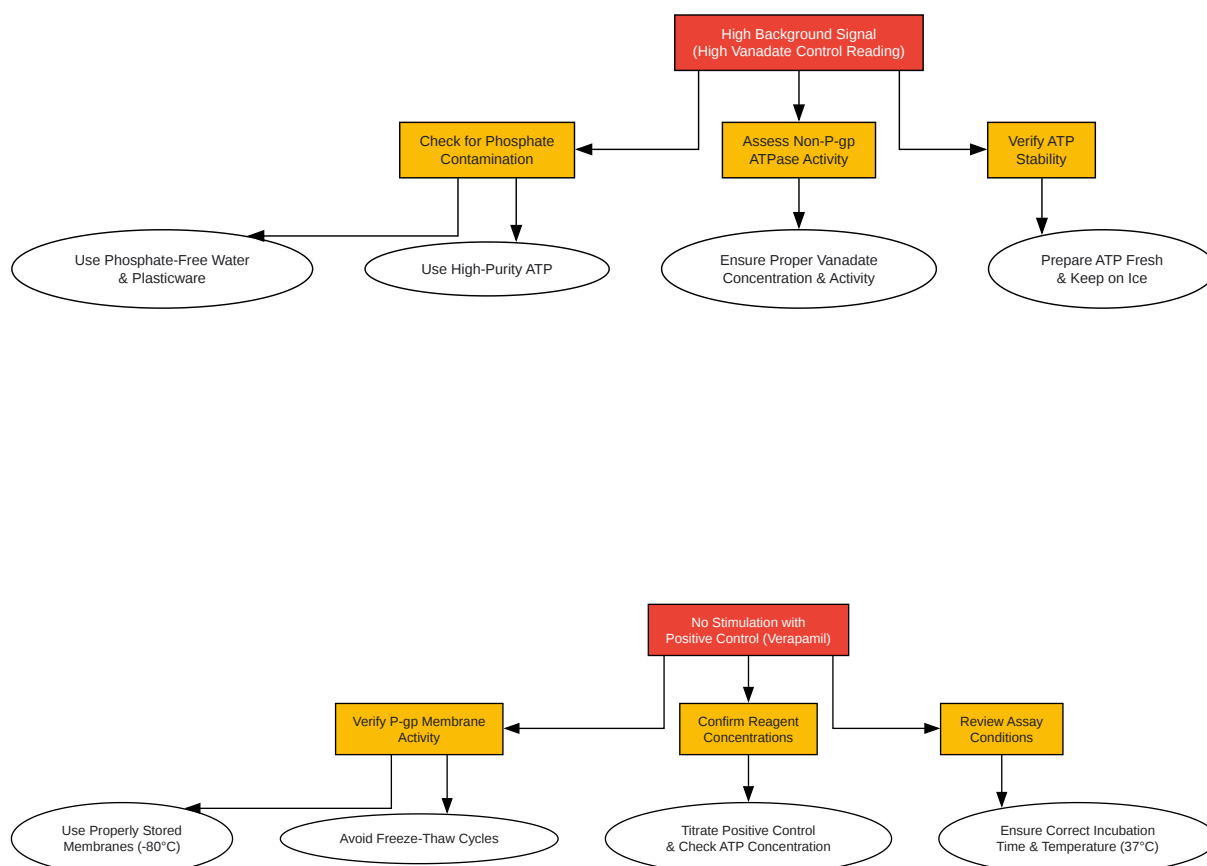 High Background Signal
(High Vanadate Control Reading)
Check for Phosphate
Contamination
Assess Non-P-gp
ATPase Activity
Verify ATP
Stability
Use Phosphate-Free Water
& Plasticware
Use High-Purity ATP
Ensure Proper Vanadate
Concentration & Activity
Prepare ATP Fresh
& Keep on Ice
No Stimulation with
Positive Control (Verapamil)
Verify P-gp Membrane
Activity
Confirm Reagent
Concentrations
Review Assay
Conditions
Use Properly Stored
Membranes (-80°C)
Avoid Freeze-Thaw Cycles
Titrate Positive Control
& Check ATP Concentration
Ensure Correct Incubation
Time & Temperature (37°C)